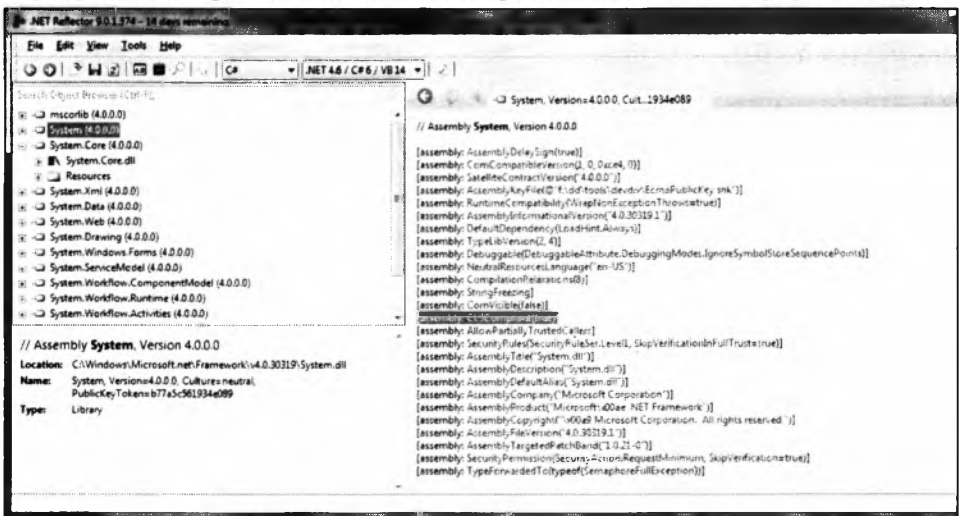 .NET Reflector 9.0.1.374 – 14 days remaining
File Edit View Tools Help
C# .NET 4.6 / C# 6 / VB 14
System, Version=4.0.0.0, Cult...1934e089
mscorlib (4.0.0.0)
System (4.0.0.0)
System.Core (4.0.0.0)
System.Core.dll
Resources
System.Xml (4.0.0.0)
System.Data (4.0.0.0)
System.Web (4.0.0.0)
System.Drawing (4.0.0.0)
System.Windows.Forms (4.0.0.0)
System.ServiceModel (4.0.0.0)
System.Workflow.ComponentModel (4.0.0.0)
System.Workflow.Runtime (4.0.0.0)
System.Workflow.Activities (4.0.0.0)
// Assembly System, Version 4.0.0.0
Location: C:\Windows\Microsoft.net\Framework\v4.0.30319\System.dll
Name: System, Version=4.0.0.0, Culture=neutral,
PublicKeyToken=b77a5c561934e089
Type: Library
// Assembly System, Version 4.0.0.0
[assembly: AssemblyDelaySign(true)]
[assembly: ComCompatibleVersion(1, 0, 0xce4, 0)]
[assembly: SatelliteContractVersion("4.0.0.0")]
[assembly: AssemblyKeyFile(@"f:\dd\tools\devdiv\EcmaPublicKey.snk")]
[assembly: RuntimeCompatibility(WrapNonExceptionThrows=true)]
[assembly: AssemblyInformationalVersion("4.0.30319.1")]
[assembly: DefaultDependency(LoadHint.Always)]
[assembly: TypeLibVersion(2, 4)]
[assembly: Debuggable(DebuggableAttribute.DebuggingModes.IgnoreSymbolStoreSequencePoints)]
[assembly: NeutralResourcesLanguage("en-US")]
[assembly: CompilationRelaxations(8)]
[assembly: StringFreezing]
[assembly: ComVisible(false)]
[assembly: CLSCompliant(true)]
[assembly: AllowPartiallyTrustedCallers]
[assembly: SecurityRules(SecurityRuleSet.Level1, SkipVerificationInFullTrust=true)]
[assembly: AssemblyTitle("System.dll")]
[assembly: AssemblyDescription("System.dll")]
[assembly: AssemblyDefaultAlias("System.dll")]
[assembly: AssemblyCompany("Microsoft Corporation")]
[assembly: AssemblyProduct("Microsoft\x00ae .NET Framework")]
[assembly: AssemblyCopyright("\x00a9 Microsoft Corporation. All rights reserved.")]
[assembly: AssemblyFileVersion("4.0.30319.1")]
[assembly: AssemblyTargetedPatchBand("1.0.21-0")]
[assembly: SecurityPermission(SecurityAction.RequestMinimum, SkipVerification=true)]
[assembly: TypeForwardedTo(typeof(SemaphoreFullException))]